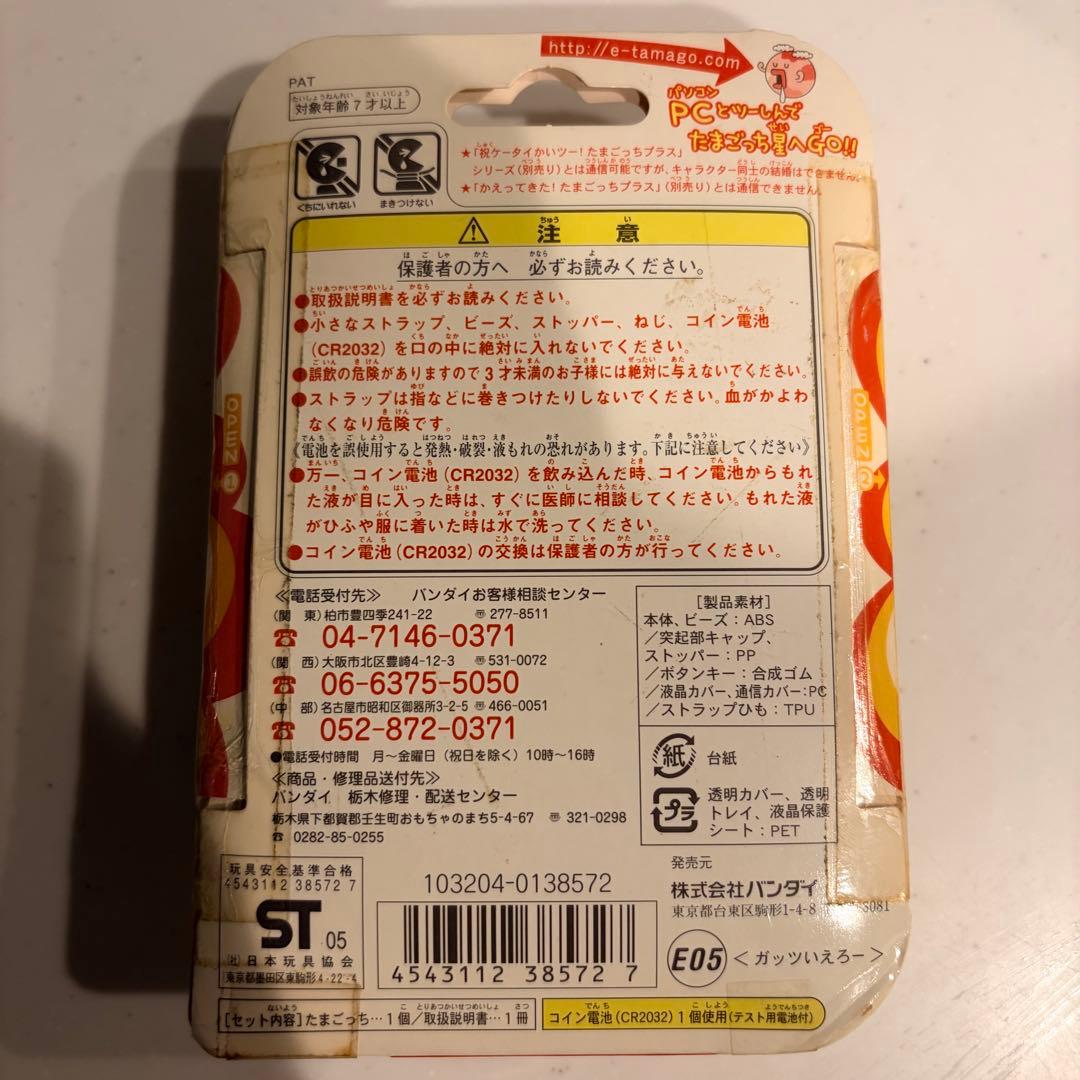 http://e-tamago.com
PAT
対象年齢7才以上
くちにいれない
まきつけない
パソコン
PCとツーしんで
たまごっち星へGO!!
★「祝ケータイかいツー!たまごっちプラス」
シリーズ(別売り)とは通信可能ですが、キャラクター同士の結婚はできません。
★「かえってきた!たまごっちプラス」(別売り)とは通信できません。
⚠ 注意
保護者の方へ 必ずお読みください。
●取扱説明書を必ずお読みください。
●小さなストラップ、ビーズ、ストッパー、ねじ、コイン電池
(CR2032)を口の中に絶対に入れないでください。
●誤飲の危険がありますので3才未満のお子様には絶対に与えないでください。
●ストラップは指などに巻きつけたりしないでください。血がかよわ
なくなり危険です。
《電池を誤使用すると発熱・破裂・液もれの恐れがあります。下記に注意してください》
●万一、コイン電池(CR2032)を飲み込んだ時、コイン電池からもれ
た液が目に入った時は、すぐに医師に相談してください。もれた液
がひふや服に着いた時は水で洗ってください。
●コイン電池(CR2032)の交換は保護者の方が行ってください。
OPEN
1
OPEN
2
≪電話受付先≫ バンダイお客様相談センター
(関 東)柏市豊四季241-22 〒277-8511
☎ 04-7146-0371
(関 西)大阪市北区豊崎4-12-3 〒531-0072
☎ 06-6375-5050
(中 部)名古屋市昭和区御器所3-2-5 〒466-0051
☎ 052-872-0371
●電話受付時間 月~金曜日(祝日を除く)10時~16時
≪商品・修理品送付先≫
バンダイ 栃木修理・配送センター
栃木県下都賀郡壬生町おもちゃのまち5-4-67 〒321-0298
☎ 0282-85-0255
[製品素材]
本体、ビーズ:ABS
/突起部キャップ、
ストッパー:PP
/ボタンキー:合成ゴム
/液晶カバー、通信カバー:PC
/ストラップひも:TPU
紙 台紙
プラ 透明カバー、透明
トレイ、液晶保護
シート:PET
玩具安全基準合格
4543112 38572 7
ST 05
(社)日本玩具協会
東京都墨田区東駒形4-22-4
103204-0138572
4543112 385727
発売元
株式会社バンダイ
東京都台東区駒形1-4-8
E05 <ガッツいえろー>
[セット内容]たまごっち…1個/取扱説明書…1冊
コイン電池(CR2032)1個使用(テスト用電池付)